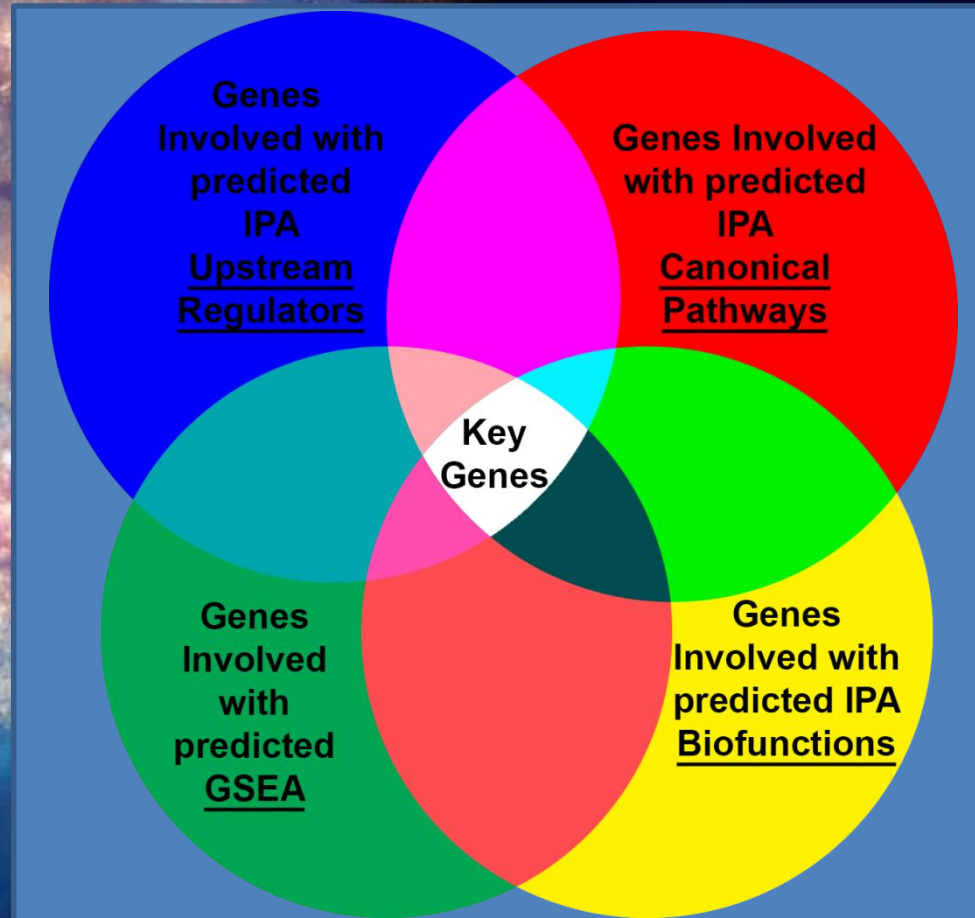 Genes
Involved with
predicted
IPA
Upstream
Regulators
Genes Involved
with predicted
IPA
Canonical
Pathways
Key
Genes
Genes
Involved
with
predicted
GSEA
Genes
Involved with
predicted IPA
Biofunctions